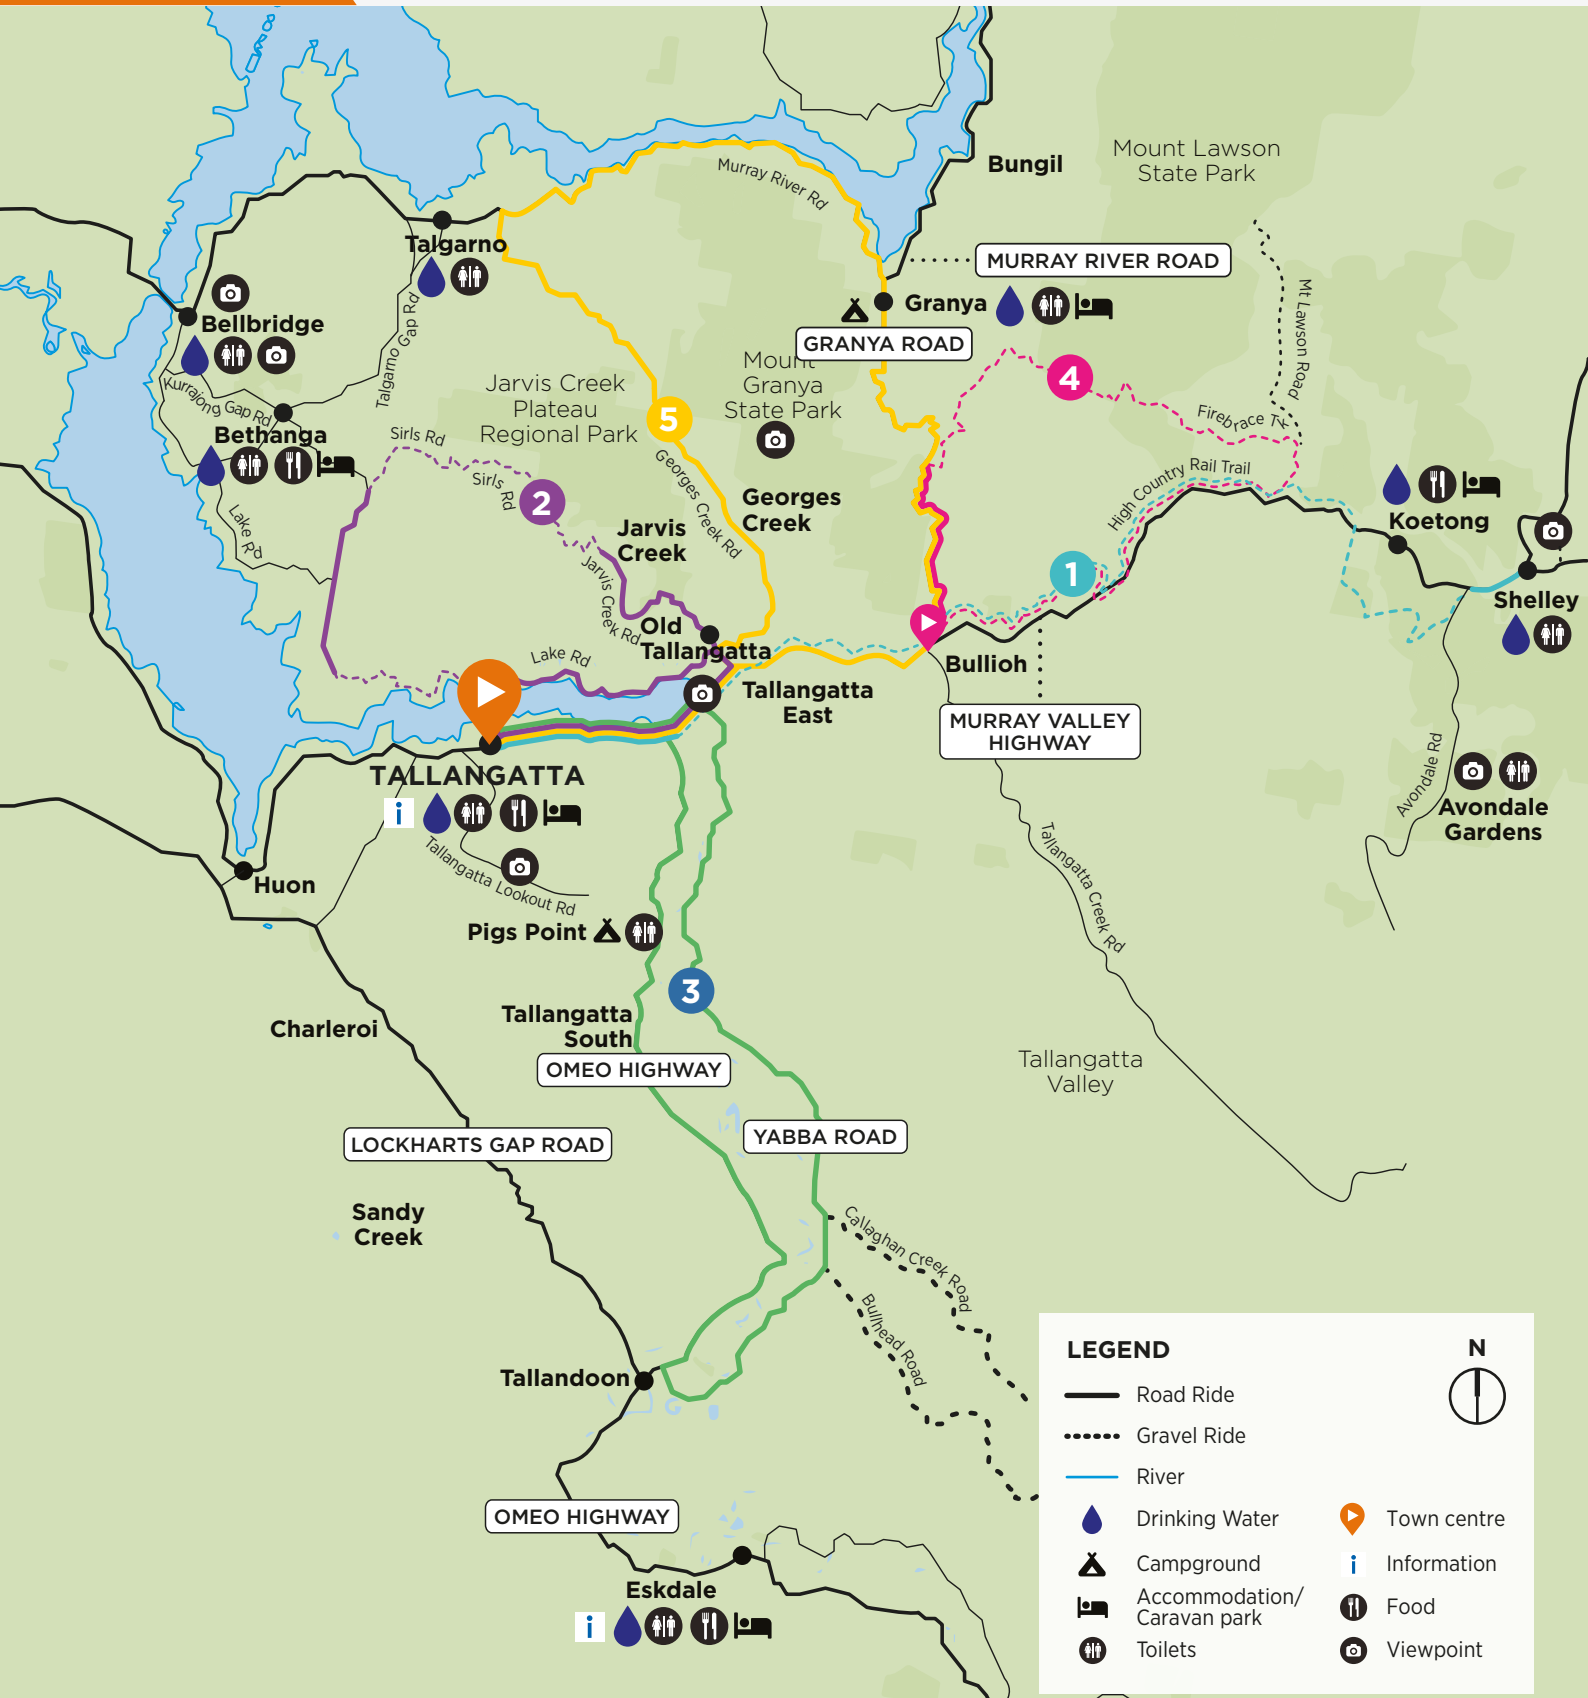 Bungil
Mount Lawson
State Park
Murray River Rd
Talgarno
MURRAY RIVER ROAD
Granya
GRANYA ROAD
Mt Lawson Road
Bellbridge
Talgarno Gap Rd
Kurrajong Gap Rd
Bethanga
Jarvis Creek
Plateau
Regional Park
Mount
Granya
State Park
4
5
Firebrace Tk
Sirls Rd
Sirls Rd
2
Georges Creek Rd
Georges
Creek
High Country Rail Trail
Koetong
Lake Rd
Jarvis
Creek
Jarvis Creek Rd
1
Shelley
Old
Tallangatta
Lake Rd
Bullioh
Tallangatta
East
MURRAY VALLEY
HIGHWAY
TALLANGATTA
i
Tallangatta Lookout Rd
Avondale Rd
Avondale
Gardens
Tallangatta Creek Rd
Huon
Pigs Point
3
Charleroi
Tallangatta
South
OMEO HIGHWAY
Tallangatta
Valley
LOCKHARTS GAP ROAD
YABBA ROAD
Sandy
Creek
Callaghan Creek Road
Bullhead Road
Tallandoon
OMEO HIGHWAY
Eskdale
i
LEGEND
N
Road Ride
Gravel Ride
River
Drinking Water
Town centre
Campground
i
Information
Accommodation/
Caravan park
Food
Toilets
Viewpoint